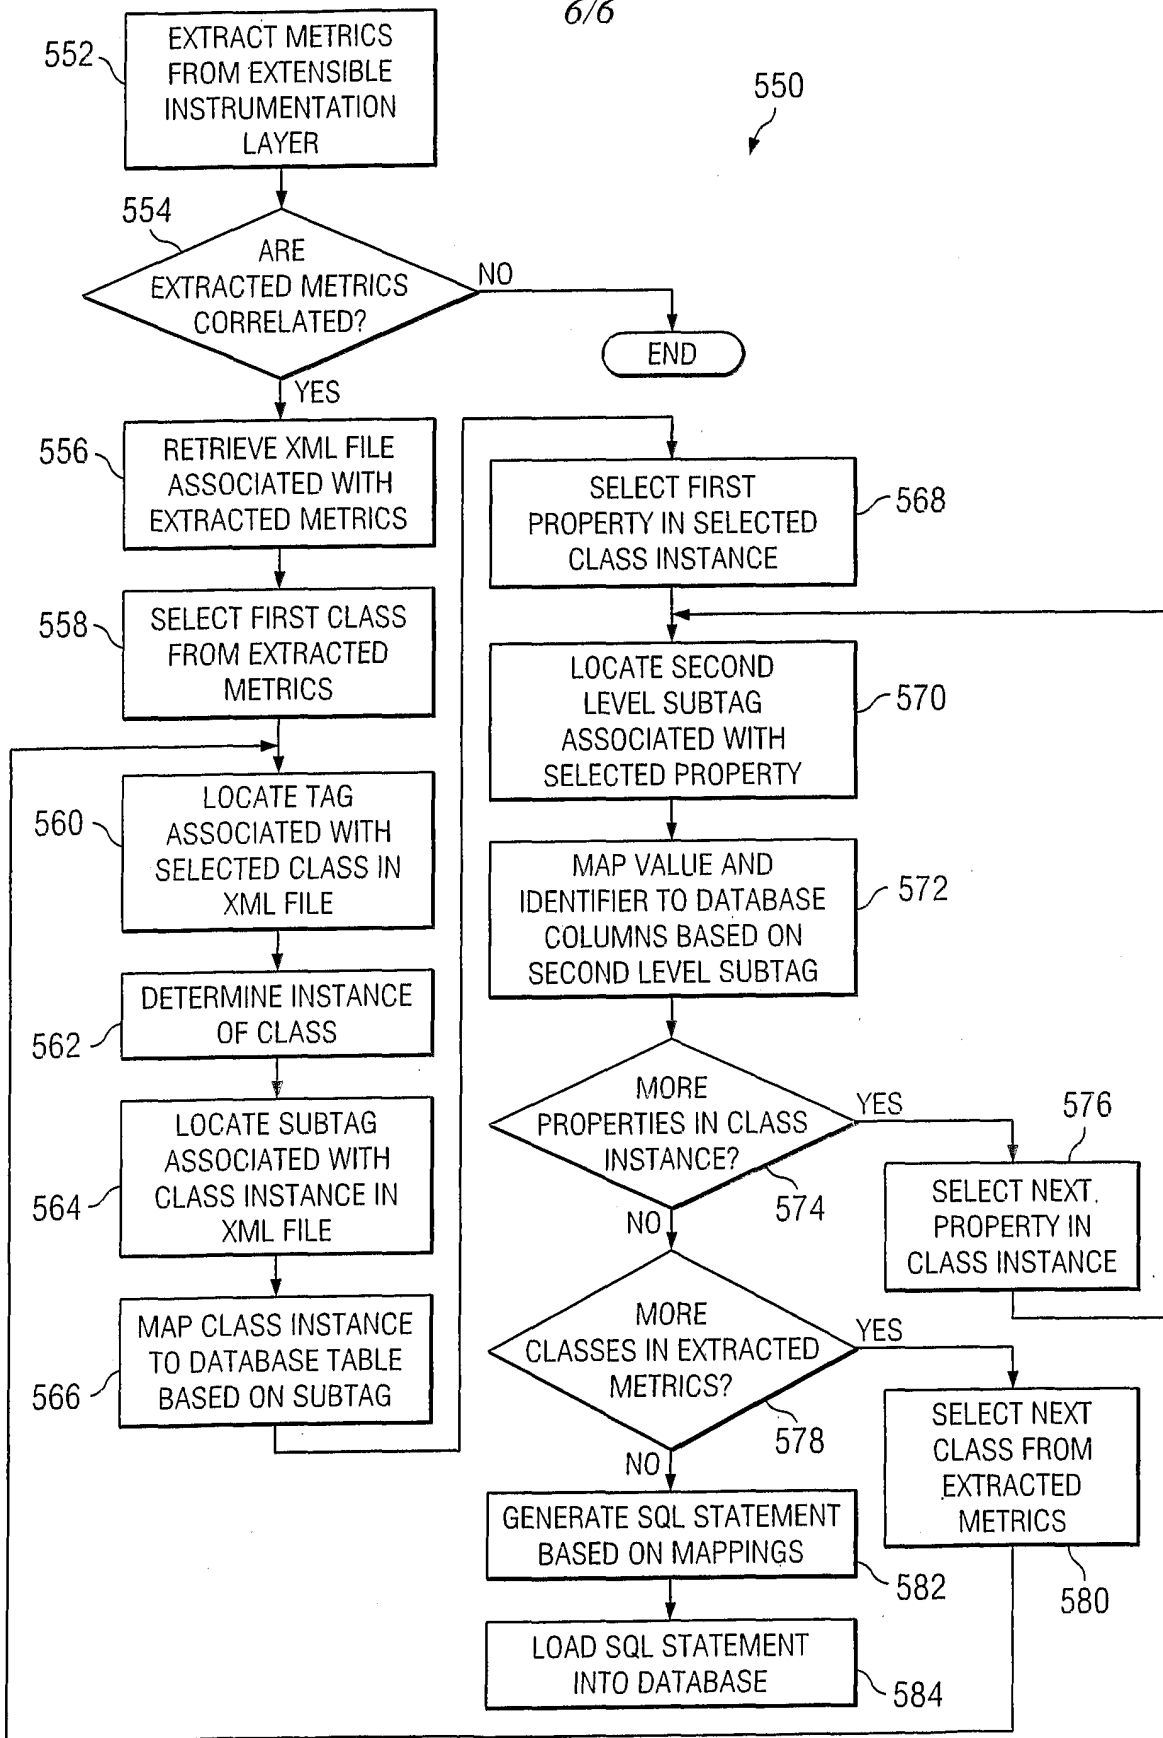 6/6
550
552
EXTRACT METRICS
FROM EXTENSIBLE
INSTRUMENTATION
LAYER
554
ARE
EXTRACTED METRICS
CORRELATED?
NO
END
YES
556
RETRIEVE XML FILE
ASSOCIATED WITH
EXTRACTED METRICS
558
SELECT FIRST CLASS
FROM EXTRACTED
METRICS
560
LOCATE TAG
ASSOCIATED WITH
SELECTED CLASS IN
XML FILE
562
DETERMINE INSTANCE
OF CLASS
564
LOCATE SUBTAG
ASSOCIATED WITH
CLASS INSTANCE IN
XML FILE
566
MAP CLASS INSTANCE
TO DATABASE TABLE
BASED ON SUBTAG
SELECT FIRST
PROPERTY IN SELECTED
CLASS INSTANCE
568
LOCATE SECOND
LEVEL SUBTAG
ASSOCIATED WITH
SELECTED PROPERTY
570
MAP VALUE AND
IDENTIFIER TO DATABASE
COLUMNS BASED ON
SECOND LEVEL SUBTAG
572
MORE
PROPERTIES IN CLASS
INSTANCE?
574
YES
576
SELECT NEXT
PROPERTY IN
CLASS INSTANCE
NO
MORE
CLASSES IN EXTRACTED
METRICS?
578
YES
SELECT NEXT
CLASS FROM
EXTRACTED
METRICS
580
NO
GENERATE SQL STATEMENT
BASED ON MAPPINGS
582
LOAD SQL STATEMENT
INTO DATABASE
584